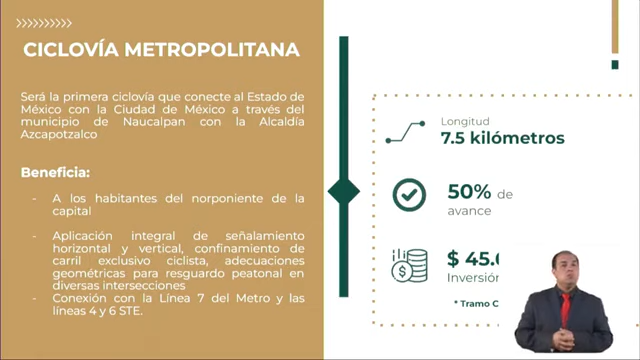 CICLOVÍA METROPOLITANA
Será la primera ciclovía que conecte al Estado de
México con la Ciudad de México a través del
municipio de Naucalpan con la Alcaldía
Azcapotzalco
Beneficia:
- A los habitantes del norponiente de la
capital
- Aplicación integral de señalamiento
horizontal y vertical, confinamiento de
carril exclusivo ciclista, adecuaciones
geométricas para resguardo peatonal en
diversas intersecciones
- Conexión con la Línea 7 del Metro y las
líneas 4 y 6 STE.
Longitud
7.5 kilómetros
50% de
avance
$ 45.
Inversión
* Tramo C